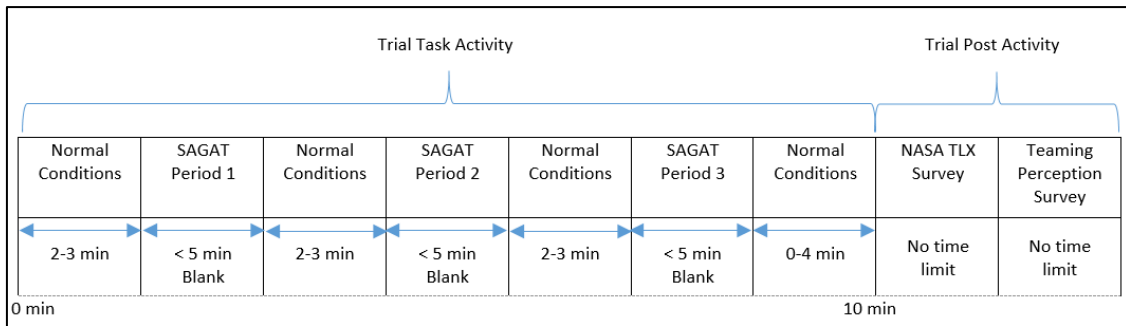 Trial Task Activity
Trial Post Activity
Normal Conditions
SAGAT Period 1
Normal Conditions
SAGAT Period 2
Normal Conditions
SAGAT Period 3
Normal Conditions
NASA TLX Survey
Teaming Perception Survey
2-3 min
< 5 min Blank
2-3 min
< 5 min Blank
2-3 min
< 5 min Blank
0-4 min
No time limit
No time limit
0 min
10 min